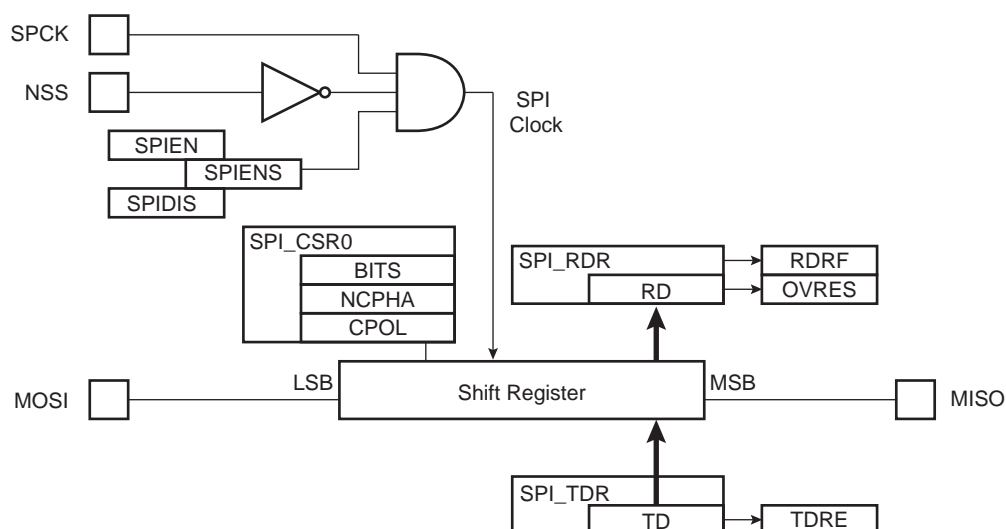 SPCK
NSS
SPI
Clock
SPIEN
SPIENS
SPIDIS
SPI_CSR0
BITS
NCPHA
CPOL
SPI_RDR
RD
RDRF
OVRES
LSB
Shift Register
MSB
MOSI
MISO
SPI_TDR
TD
TDRE